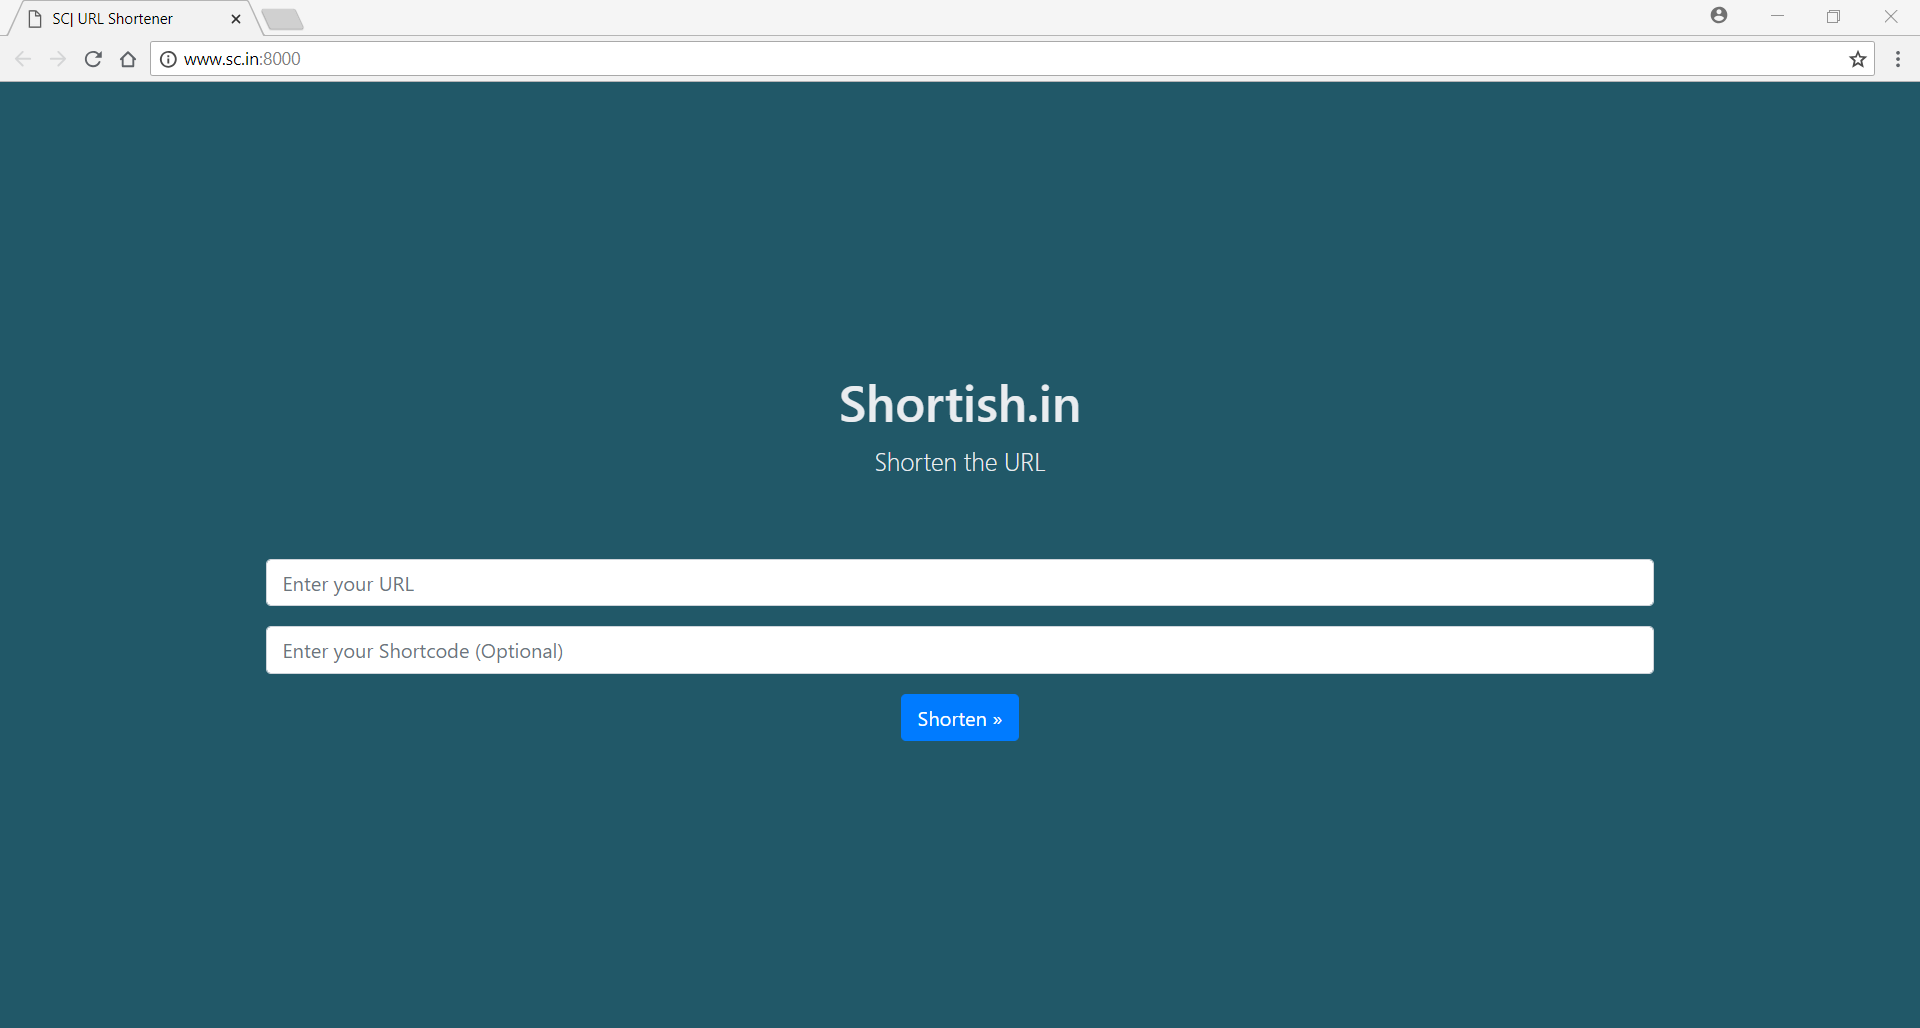 SC| URL Shortener
www.sc.in:8000
Shortish.in
Shorten the URL
Enter your URL
Enter your Shortcode (Optional)
Shorten »